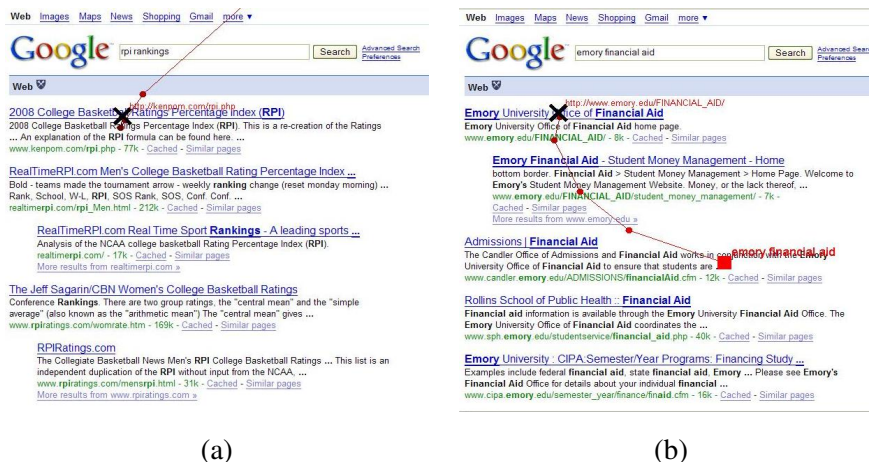 Web Images Maps News Shopping Gmail more ▼
Google rpi rankings Search Advanced Search
Preferences
Web
http://kenpom.com/rpi.php
2008 College Basketball Ratings Percentage Index (RPI)
2008 College Basketball Ratings Percentage Index (RPI). This is a re-creation of the Ratings
... An explanation of the RPI formula can be found here. ...
www.kenpom.com/rpi.php - 77k - Cached - Similar pages
RealTimeRPI.com Men's College Basketball Rating Percentage Index ...
Bold - teams made the tournament arrow - weekly ranking change (reset monday morning) ...
Rank, School, W-L, RPI, SOS Rank, SOS, Conf. Conf. ...
realtimerpi.com/rpi_Men.html - 212k - Cached - Similar pages
RealTimeRPI.com Real Time Sport Rankings - A leading sports ...
Analysis of the NCAA college basketball Rating Percentage Index (RPI).
realtimerpi.com/ - 17k - Cached - Similar pages
More results from realtimerpi.com »
The Jeff Sagarin/CBN Women's College Basketball Ratings
Conference Rankings. There are two group ratings, the "central mean" and the "simple
average" (also known as the "arithmetic mean") The "central mean" gives ...
www.rpiratings.com/womrate.htm - 169k - Cached - Similar pages
RPIRatings.com
The Collegiate Basketball News Men's RPI College Basketball Ratings ... This list is an
independent duplication of the RPI without input from the NCAA, ...
www.rpiratings.com/mensrpi.html - 31k - Cached - Similar pages
More results from www.rpiratings.com »
(a)
Web Images Maps News Shopping Gmail more ▼
Google emory financial aid Search Advanced Search
Preferences
Web
http://www.emory.edu/FINANCIAL_AID/
Emory University Office of Financial Aid
Emory University Office of Financial Aid home page.
www.emory.edu/FINANCIAL_AID/ - 8k - Cached - Similar pages
Emory Financial Aid - Student Money Management - Home
bottom border. Financial Aid > Student Money Management > Home Page. Welcome to
Emory's Student Money Management Website. Money, or the lack thereof, ...
www.emory.edu/FINANCIAL_AID/student_money_management/ - 7k -
Cached - Similar pages
More results from www.emory.edu »
Admissions | Financial Aid
emory financial aid
The Candler Office of Admissions and Financial Aid works in conjunction with the Emory
University Office of Financial Aid to ensure that students are ...
www.candler.emory.edu/ADMISSIONS/financialAid.cfm - 12k - Cached - Similar pages
Rollins School of Public Health :: Financial Aid
Financial aid information is available through the Emory University Financial Aid Office. The
Emory University Office of Financial Aid coordinates the ...
www.sph.emory.edu/studentservice/financial_aid.php - 40k - Cached - Similar pages
Emory University : CIPA:Semester/Year Programs: Financing Study ...
Examples include federal financial aid, state financial aid, Emory ... Please see Emory's
Financial Aid Office for details about your individual financial ...
www.cipa.emory.edu/semester_year/finance/finaid.cfm - 16k - Cached - Similar pages
(b)